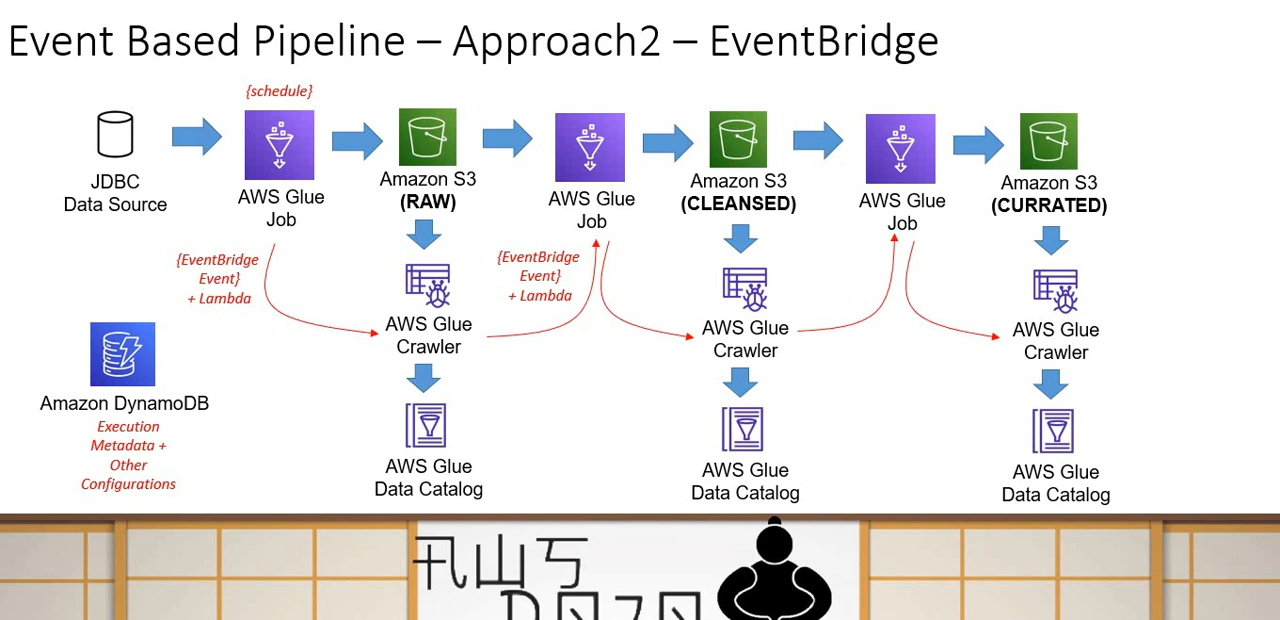 Event Based Pipeline – Approach2 – EventBridge
{schedule}
JDBC
Data Source
AWS Glue
Job
Amazon S3
(RAW)
AWS Glue
Job
Amazon S3
(CLEANSED)
AWS Glue
Job
Amazon S3
(CURRATED)
{EventBridge
Event}
+ Lambda
{EventBridge
Event}
+ Lambda
AWS Glue
Crawler
AWS Glue
Crawler
AWS Glue
Crawler
Amazon DynamoDB
Execution
Metadata +
Other
Configurations
AWS Glue
Data Catalog
AWS Glue
Data Catalog
AWS Glue
Data Catalog